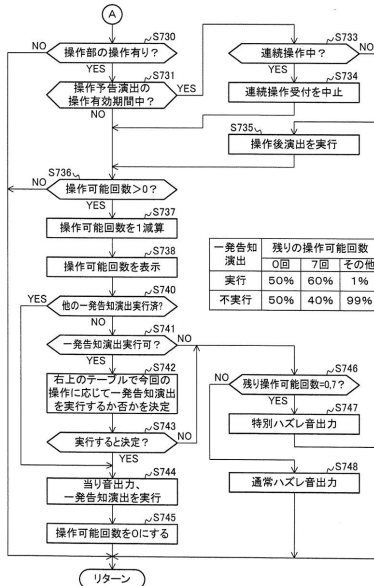 A
S730
操作部の操作有り？
NO
YES
S731
操作予告演出の
操作有効期間中？
YES
NO
S733
連続操作中？
NO
YES
S734
連続操作受付を中止
S735
操作後演出を実行
S736
操作可能回数＞0？
NO
YES
S737
操作可能回数を1減算
S738
操作可能回数を表示
一発告知演出
残りの操作可能回数
0回
7回
その他
実行
50%
60%
1%
不実行
50%
40%
99%
S740
他の一発告知演出実行済？
YES
NO
S741
一発告知演出実行可？
NO
YES
S742
右上のテーブルで今回の
操作に応じて一発告知演出
を実行するか否かを決定
S743
実行すると決定？
NO
YES
S744
当り音出力、
一発告知演出を実行
S745
操作可能回数を0にする
S746
残り操作可能回数=0,7？
NO
YES
S747
特別ハズレ音出力
S748
通常ハズレ音出力
リターン